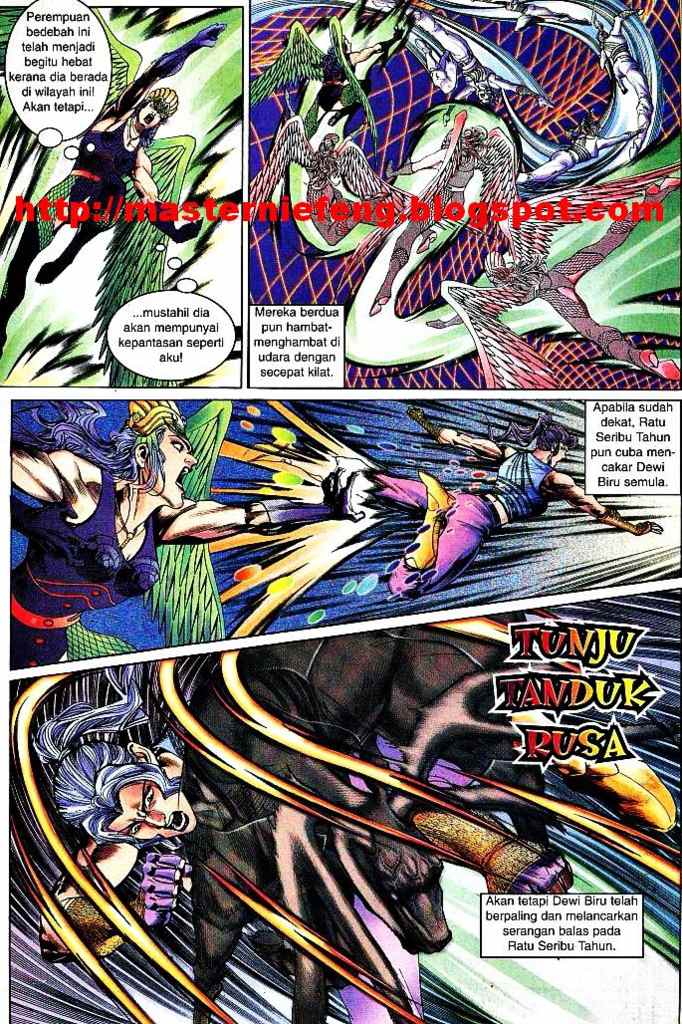 Perempuan
bedebah ini
telah menjadi
begitu hebat
kerana dia berada
di wilayah ini!
Akan tetapi...
...mustahil dia
akan mempunyai
kepantasan seperti
aku!
http://masterniefeng.blogspot.com
Mereka berdua
pun hambat-
menghambat di
udara dengan
secepat kilat.
Apabila sudah
dekat, Ratu
Seribu Tahun
pun cuba men-
cakar Dewi
Biru semula.
TUNJU
TANDUK
RUSA
Akan tetapi Dewi Biru telah
berpaling dan melancarkan
serangan balas pada
Ratu Seribu Tahun.